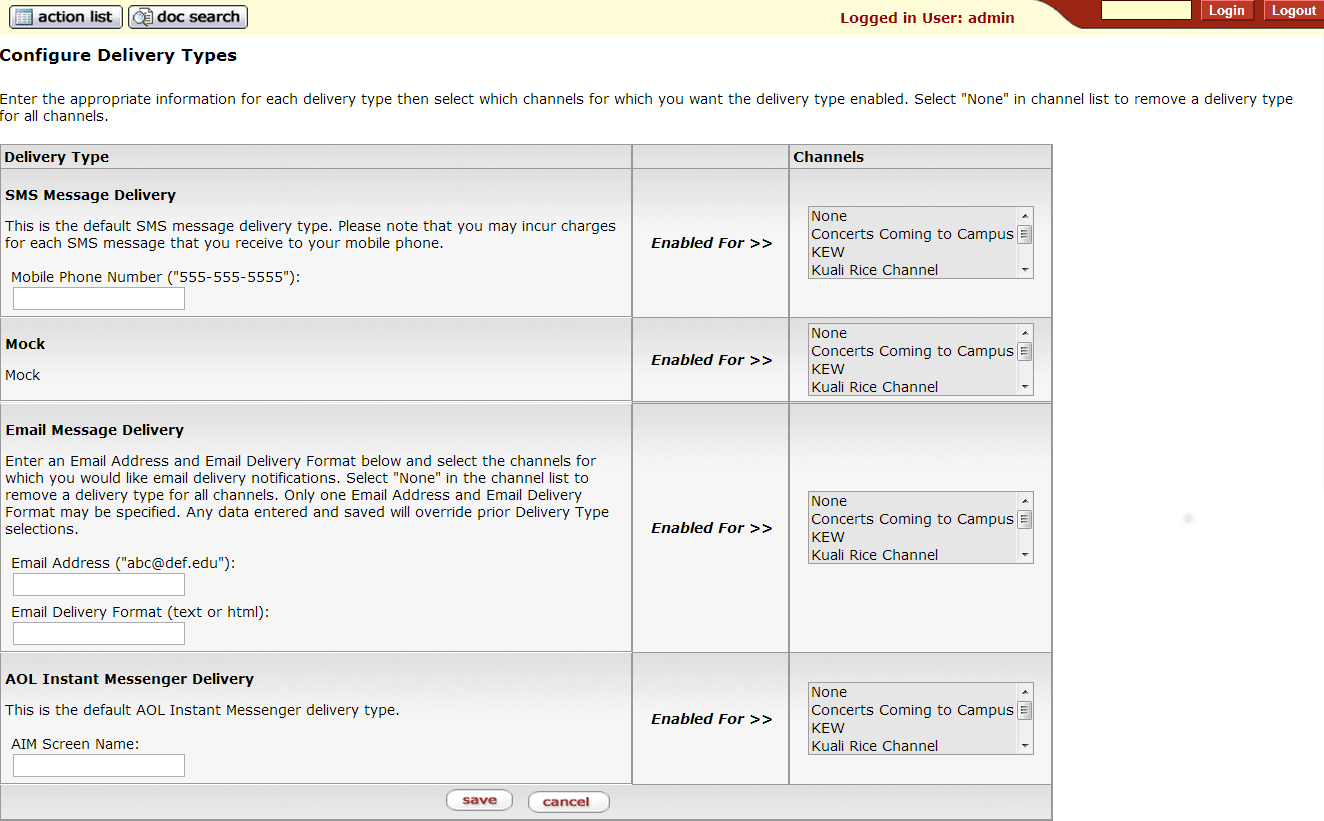 action list doc search Logged in User: admin Login Logout
Configure Delivery Types
Enter the appropriate information for each delivery type then select which channels for which you want the delivery type enabled. Select "None" in channel list to remove a delivery type
for all channels.
Delivery Type Channels
SMS Message Delivery
This is the default SMS message delivery type. Please note that you may incur charges
for each SMS message that you receive to your mobile phone.
Mobile Phone Number ("555-555-5555"):
Enabled For >>
None
Concerts Coming to Campus
KEW
Kuali Rice Channel
Mock
Mock
Enabled For >>
None
Concerts Coming to Campus
KEW
Kuali Rice Channel
Email Message Delivery
Enter an Email Address and Email Delivery Format below and select the channels for
which you would like email delivery notifications. Select "None" in the channel list to
remove a delivery type for all channels. Only one Email Address and Email Delivery
Format may be specified. Any data entered and saved will override prior Delivery Type
selections.
Email Address ("abc@def.edu"):
Email Delivery Format (text or html):
Enabled For >>
None
Concerts Coming to Campus
KEW
Kuali Rice Channel
AOL Instant Messenger Delivery
This is the default AOL Instant Messenger delivery type.
AIM Screen Name:
Enabled For >>
None
Concerts Coming to Campus
KEW
Kuali Rice Channel
save cancel